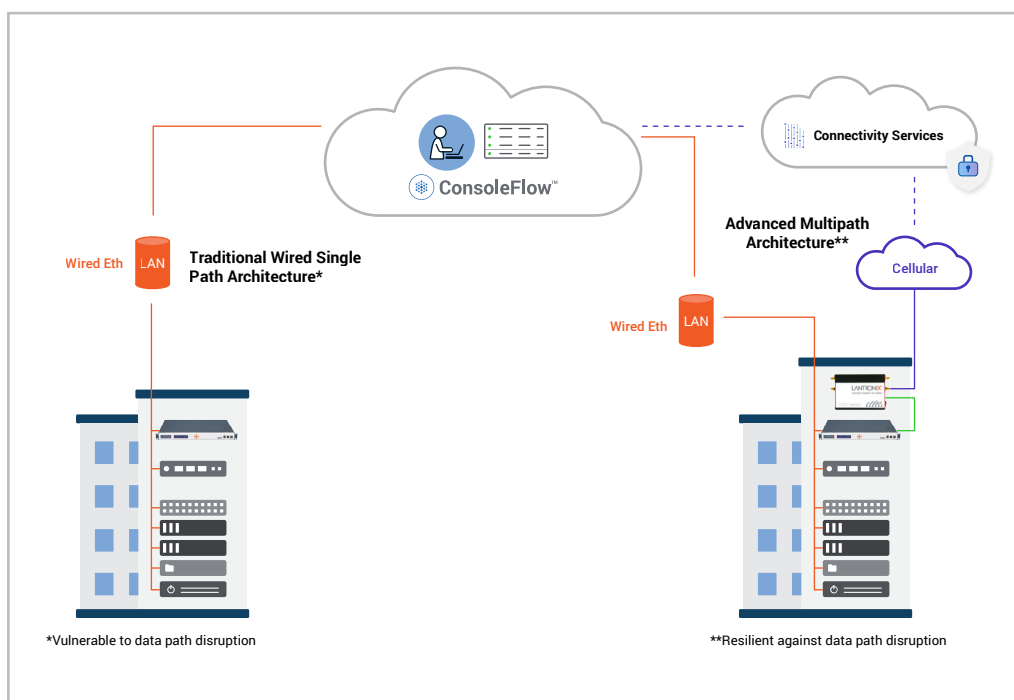 ConsoleFlow™
Connectivity Services
Advanced Multipath
Architecture**
Cellular
Wired Eth
LAN
Traditional Wired Single
Path Architecture*
Wired Eth
LAN
LANTRONIX
*Vulnerable to data path disruption
**Resilient against data path disruption